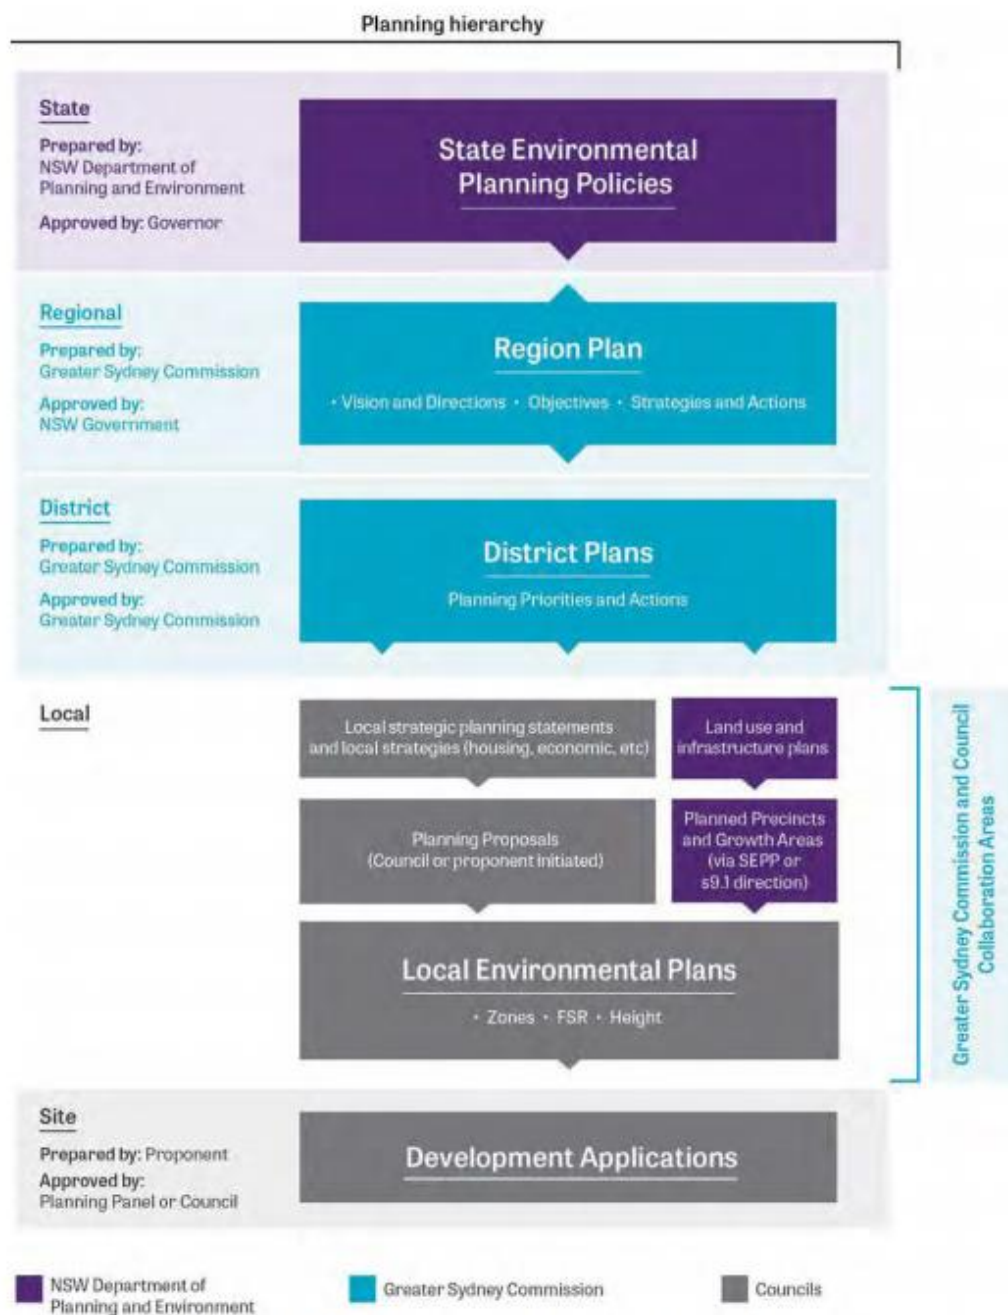 Planning hierarchy
State
Prepared by:
NSW Department of
Planning and Environment
Approved by: Governor
State Environmental
Planning Policies
Regional
Prepared by:
Greater Sydney Commission
Approved by:
NSW Government
Region Plan
• Vision and Directions • Objectives • Strategies and Actions
District
Prepared by:
Greater Sydney Commission
Approved by:
Greater Sydney Commission
District Plans
Planning Priorities and Actions
Local
Local strategic planning statements
and local strategies (housing, economic, etc)
Land use and
infrastructure plans
Planning Proposals
(Council or proponent initiated)
Planned Precincts
and Growth Areas
(via SEPP or
s9.1 direction)
Local Environmental Plans
• Zones • FSR • Height
Greater Sydney Commission and Council
Collaboration Areas
Site
Prepared by: Proponent
Approved by:
Planning Panel or Council
Development Applications
NSW Department of
Planning and Environment
Greater Sydney Commission
Councils